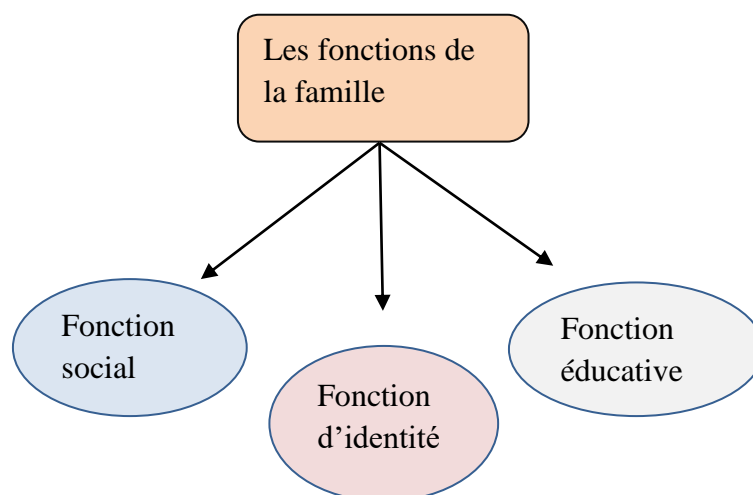 Les fonctions de
la famille
Fonction
social
Fonction
d’identité
Fonction
éducative